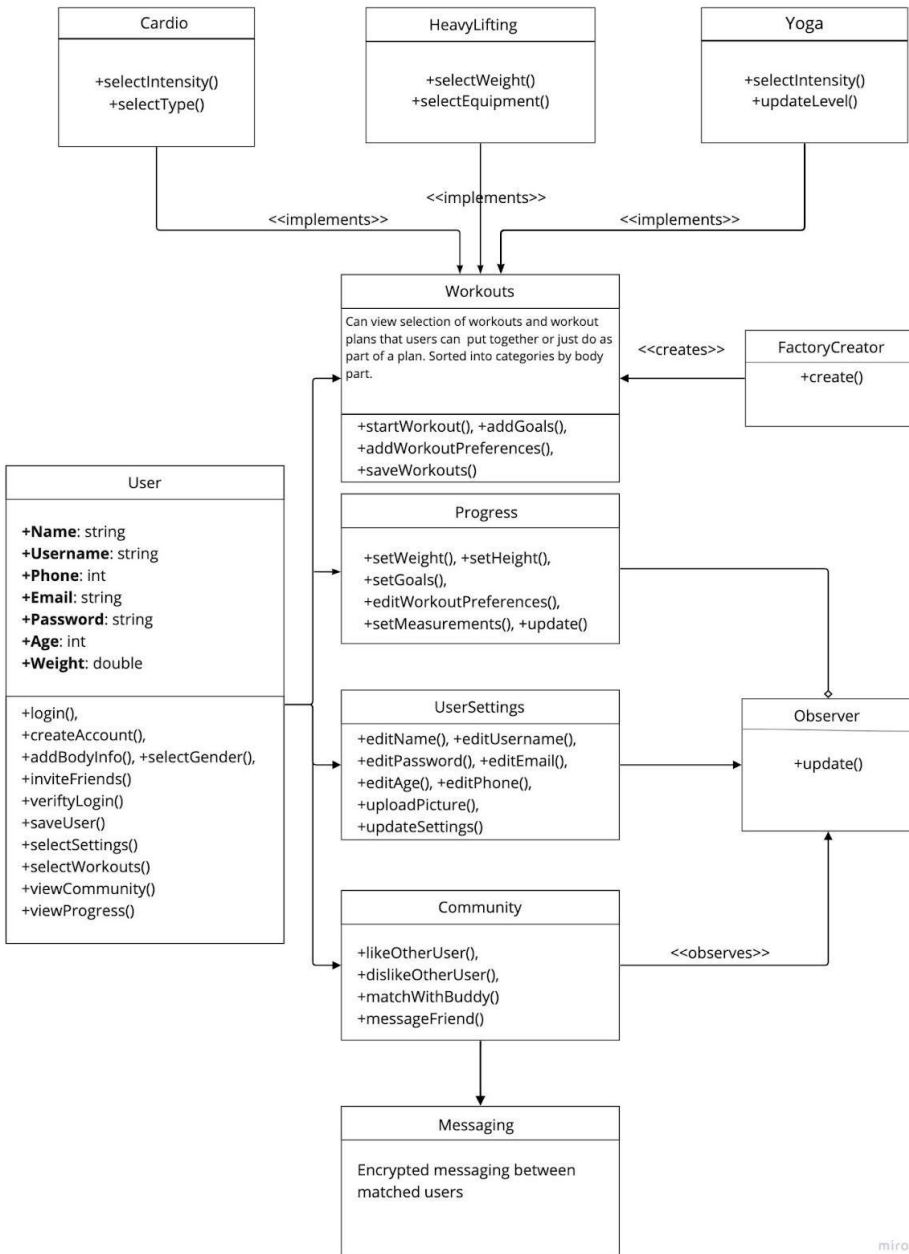 Cardio
+selectIntensity()
+selectType()
HeavyLifting
+selectWeight()
+selectEquipment()
Yoga
+selectIntensity()
+updateLevel()
<<implements>>
<<implements>>
<<implements>>
Workouts
Can view selection of workouts and workout
plans that users can put together or just do as
part of a plan. Sorted into categories by body
part.
+startWorkout(), +addGoals(),
+addWorkoutPreferences(),
+saveWorkouts()
<<creates>>
FactoryCreator
+create()
User
+Name: string
+Username: string
+Phone: int
+Email: string
+Password: string
+Age: int
+Weight: double
+login(),
+createAccount(),
+addBodyInfo(), +selectGender(),
+inviteFriends()
+veriftyLogin()
+saveUser()
+selectSettings()
+selectWorkouts()
+viewCommunity()
+viewProgress()
Progress
+setWeight(), +setHeight(),
+setGoals(),
+editWorkoutPreferences(),
+setMeasurements(), +update()
UserSettings
+editName(), +editUsername(),
+editPassword(), +editEmail(),
+editAge(), +editPhone(),
+uploadPicture(),
+updateSettings()
Observer
+update()
Community
+likeOtherUser(),
+dislikeOtherUser(),
+matchWithBuddy()
+messageFriend()
<<observes>>
Messaging
Encrypted messaging between
matched users
miro